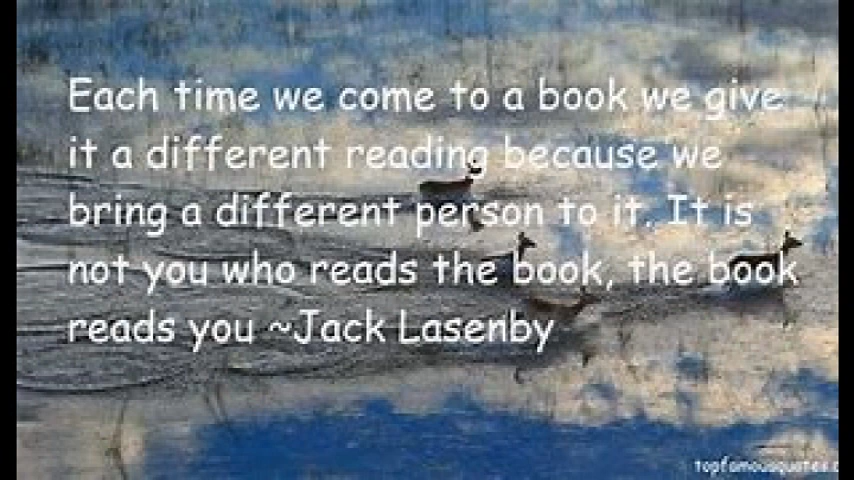 Each time we come to a book we give
it a different reading because we
bring a different person to it. It is
not you who reads the book, the book
reads you ~Jack Lasenby
topfamousquotes.c